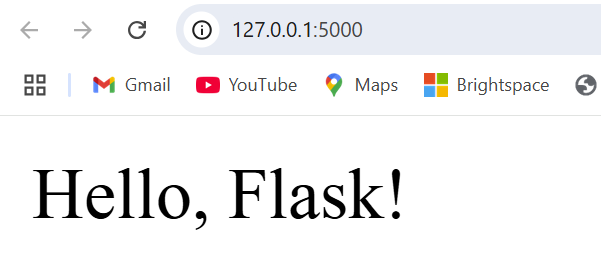 127.0.0.1:5000
Gmail YouTube Maps Brightspace
Hello, Flask!